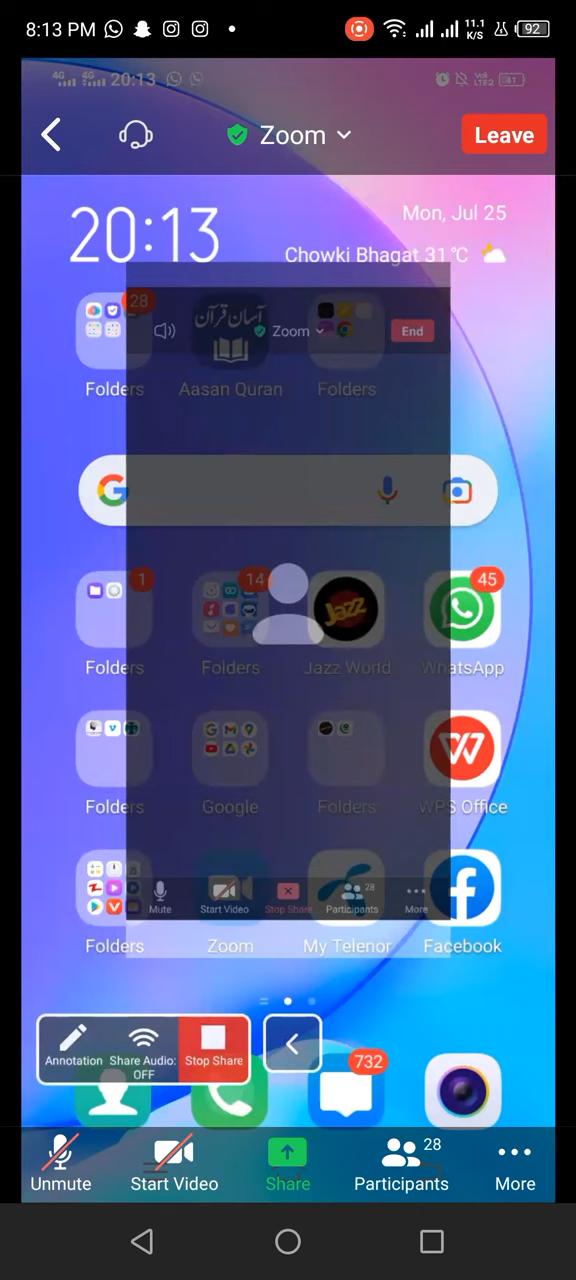 8:13 PM 11.1 K/S 92
4G 4G 20:13
Zoom Leave
20:13 Mon, Jul 25
Chowki Bhagat 31°C
28 آسان قرآن
Zoom End
Folders Aasan Quran Folders
1 14 Jazz 45
Folders Folders Jazz World WhatsApp
Folders Google Folders WPS Office
Mute Start Video Stop Share Participants 28 More
Folders Zoom My Telenor Facebook
Annotation Share Audio: OFF Stop Share
732
28
Unmute Start Video Share Participants More